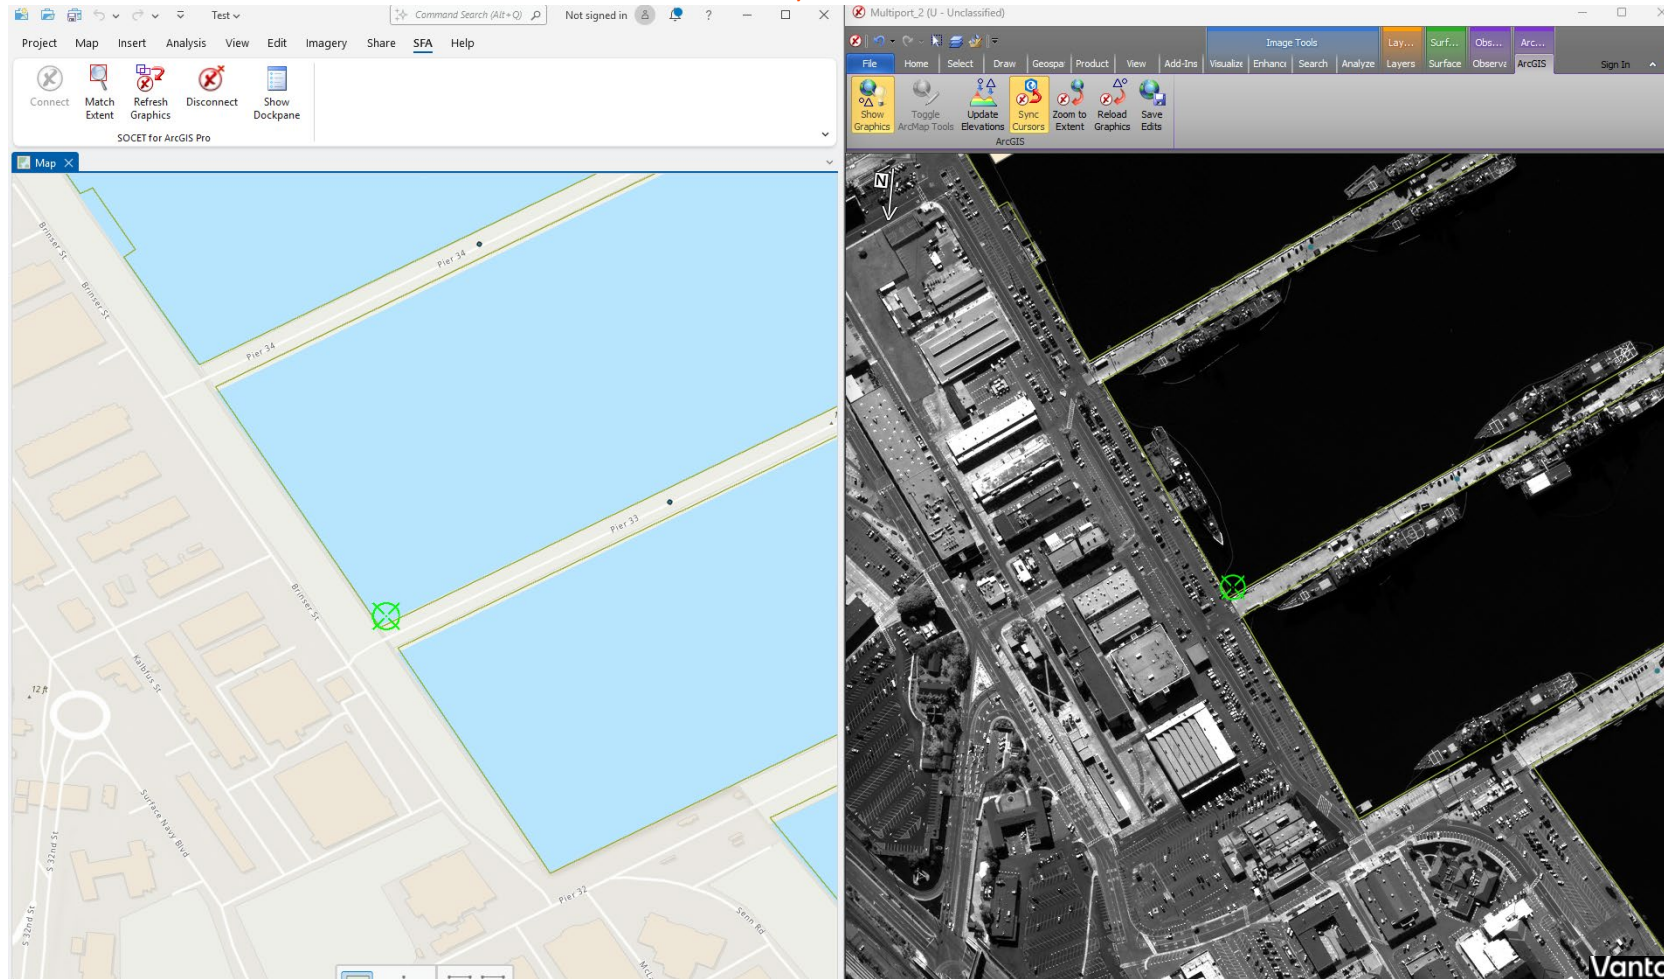 Test
Command Search (Alt+Q)
Not signed in
?
Project Map Insert Analysis View Edit Imagery Share SFA Help
Connect
Match Extent
Refresh Graphics
Disconnect
Show Dockpane
SOCET for ArcGIS Pro
Map
Brinser St
Brinser St
Pier 34
Pier 34
Pier 33
Brinser St
Kalbfus St
12 ft
Surface Navy Blvd
S 32nd St
S 32nd St
Pier 32
Senn Rd
Multiport_2 (U - Unclassified)
Image Tools
Lay... Surf... Obs... Arc...
File Home Select Draw Geospa Product View Add-Ins Visualize Enhanc Search Analyze Layers Surface Observa ArcGIS Sign In
Show Graphics
Toggle ArcMap Tools
Update Elevations
Sync Cursors
Zoom to Extent
Reload Graphics
Save Edits
ArcGIS
N
Vanto